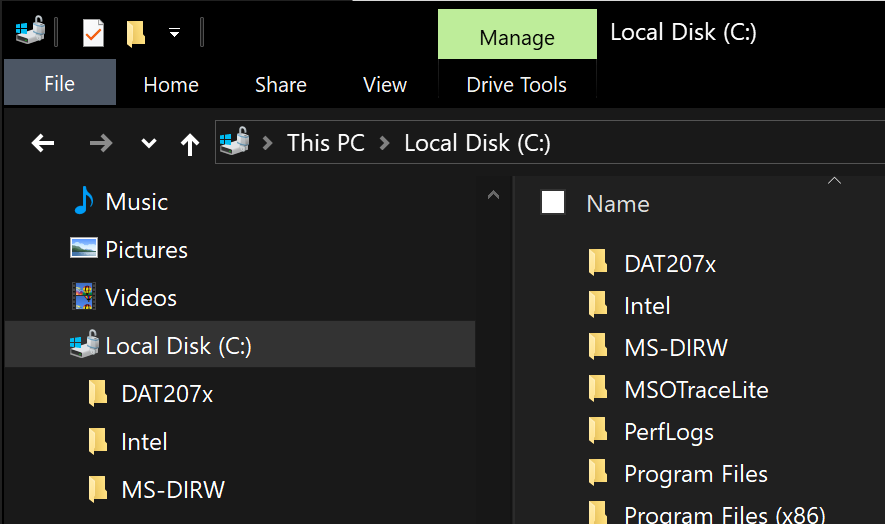 Manage
Local Disk (C:)
File
Home
Share
View
Drive Tools
This PC
Local Disk (C:)
Music
Pictures
Videos
Local Disk (C:)
DAT207x
Intel
MS-DIRW
Name
DAT207x
Intel
MS-DIRW
MSOTraceLite
PerfLogs
Program Files
Program Files (x86)